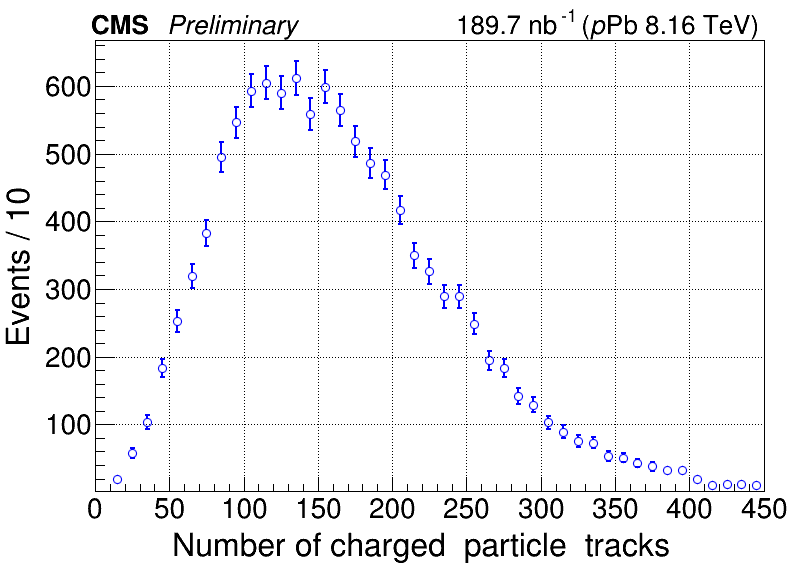 CMS Preliminary 189.7 nb⁻¹ (pPb 8.16 TeV)
Events / 10
600
500
400
300
200
100
0 50 100 150 200 250 300 350 400 450
Number of charged particle tracks